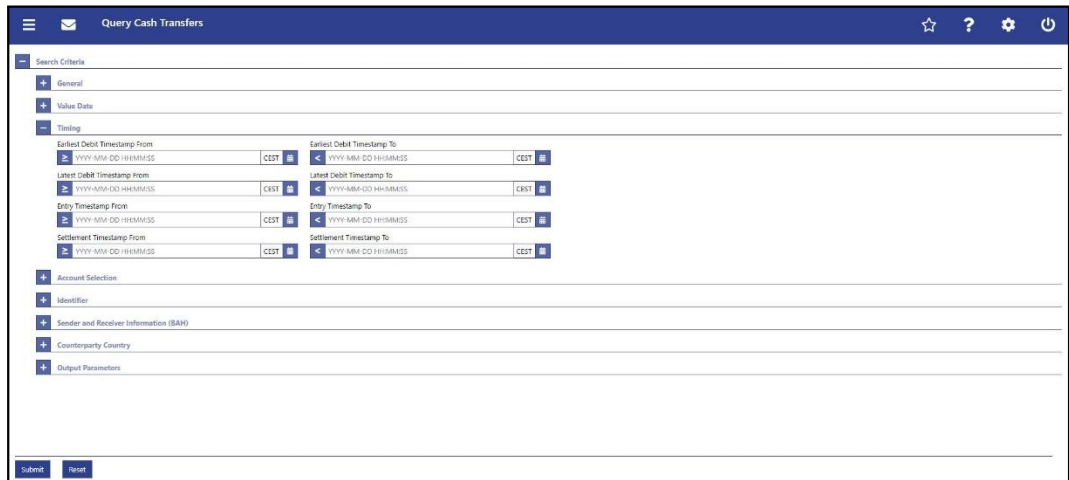 Query Cash Transfers
Search Criteria
General
Value Date
Timing
Earliest Debit Timestamp From Earliest Debit Timestamp To
≥ YYYY-MM-DD HH:MM:SS CEST < YYYY-MM-DD HH:MM:SS CEST
Latest Debit Timestamp From Latest Debit Timestamp To
≥ YYYY-MM-DD HH:MM:SS CEST < YYYY-MM-DD HH:MM:SS CEST
Entry Timestamp From Entry Timestamp To
≥ YYYY-MM-DD HH:MM:SS CEST < YYYY-MM-DD HH:MM:SS CEST
Settlement Timestamp From Settlement Timestamp To
≥ YYYY-MM-DD HH:MM:SS CEST < YYYY-MM-DD HH:MM:SS CEST
Account Selection
Identifier
Sender and Receiver Information (BAH)
Counterparty Country
Output Parameters
Submit Reset